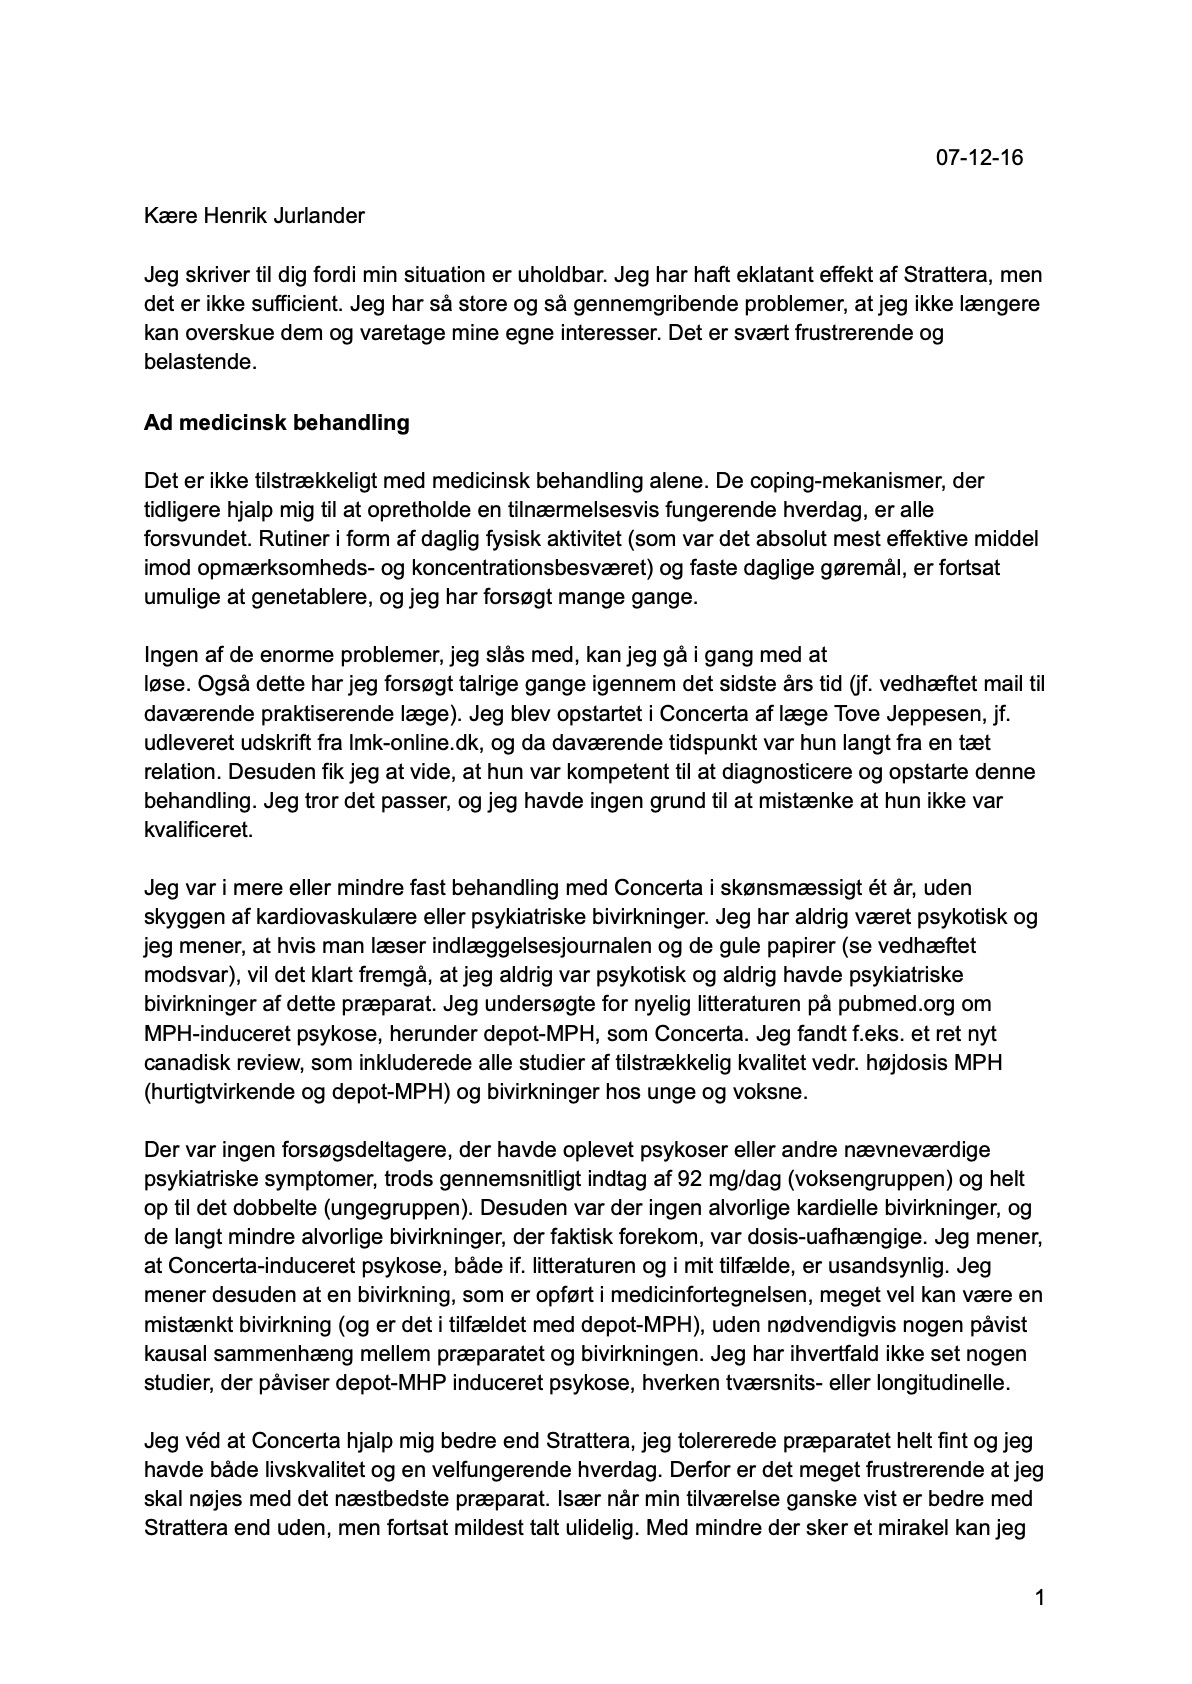 07-12-16
Kære Henrik Jurlander
Jeg skriver til dig fordi min situation er uholdbar. Jeg har haft eklatant effekt af Strattera, men
det er ikke sufficient. Jeg har så store og så gennemgribende problemer, at jeg ikke længere
kan overskue dem og varetage mine egne interesser. Det er svært frustrerende og
belastende.
Ad medicinsk behandling
Det er ikke tilstrækkeligt med medicinsk behandling alene. De coping-mekanismer, der
tidligere hjalp mig til at opretholde en tilnærmelsesvis fungerende hverdag, er alle
forsvundet. Rutiner i form af daglig fysisk aktivitet (som var det absolut mest effektive middel
imod opmærksomheds- og koncentrationsbesværet) og faste daglige gøremål, er fortsat
umulige at genetablere, og jeg har forsøgt mange gange.
Ingen af de enorme problemer, jeg slås med, kan jeg gå i gang med at
løse. Også dette har jeg forsøgt talrige gange igennem det sidste års tid (jf. vedhæftet mail til
daværende praktiserende læge). Jeg blev opstartet i Concerta af læge Tove Jeppesen, jf.
udleveret udskrift fra lmk-online.dk, og da daværende tidspunkt var hun langt fra en tæt
relation. Desuden fik jeg at vide, at hun var kompetent til at diagnosticere og opstarte denne
behandling. Jeg tror det passer, og jeg havde ingen grund til at mistænke at hun ikke var
kvalificeret.
Jeg var i mere eller mindre fast behandling med Concerta i skønsmæssigt ét år, uden
skyggen af kardiovaskulære eller psykiatriske bivirkninger. Jeg har aldrig været psykotisk og
jeg mener, at hvis man læser indlæggelsesjournalen og de gule papirer (se vedhæftet
modsvar), vil det klart fremgå, at jeg aldrig var psykotisk og aldrig havde psykiatriske
bivirkninger af dette præparat. Jeg undersøgte for nyelig litteraturen på pubmed.org om
MPH-induceret psykose, herunder depot-MPH, som Concerta. Jeg fandt f.eks. et ret nyt
canadisk review, som inkluderede alle studier af tilstrækkelig kvalitet vedr. højdosis MPH
(hurtigtvirkende og depot-MPH) og bivirkninger hos unge og voksne.
Der var ingen forsøgsdeltagere, der havde oplevet psykoser eller andre nævneværdige
psykiatriske symptomer, trods gennemsnitligt indtag af 92 mg/dag (voksengruppen) og helt
op til det dobbelte (ungegruppen). Desuden var der ingen alvorlige kardielle bivirkninger, og
de langt mindre alvorlige bivirkninger, der faktisk forekom, var dosis-uafhængige. Jeg mener,
at Concerta-induceret psykose, både if. litteraturen og i mit tilfælde, er usandsynlig. Jeg
mener desuden at en bivirkning, som er opført i medicinfortegnelsen, meget vel kan være en
mistænkt bivirkning (og er det i tilfældet med depot-MPH), uden nødvendigvis nogen påvist
kausal sammenhæng mellem præparatet og bivirkningen. Jeg har ihvertfald ikke set nogen
studier, der påviser depot-MHP induceret psykose, hverken tværsnits- eller longitudinelle.
Jeg véd at Concerta hjalp mig bedre end Strattera, jeg tolererede præparatet helt fint og jeg
havde både livskvalitet og en velfungerende hverdag. Derfor er det meget frustrerende at jeg
skal nøjes med det næstbedste præparat. Især når min tilværelse ganske vist er bedre med
Strattera end uden, men fortsat mildest talt ulidelig. Med mindre der sker et mirakel kan jeg
1